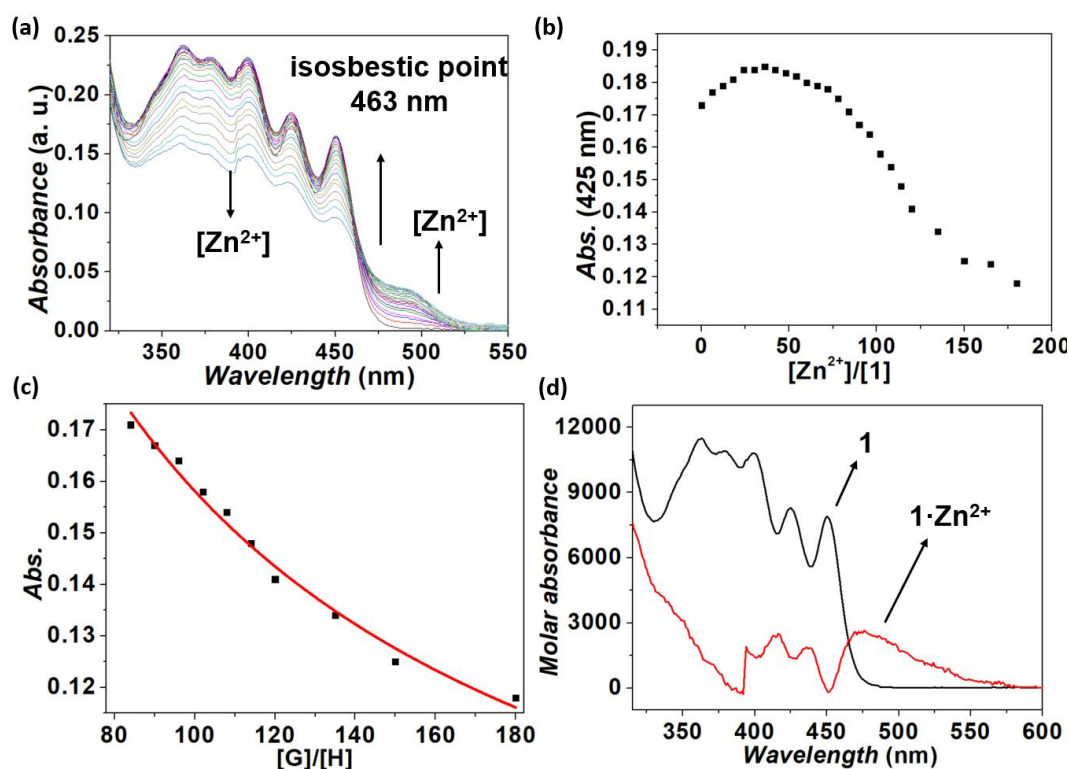 (a)
0.25
0.20
0.15
0.10
0.05
0.00
Absorbance (a. u.)
isosbestic point
463 nm
[Zn²⁺]
[Zn²⁺]
350 400 450 500 550
Wavelength (nm)
(b)
0.19
0.18
0.17
0.16
0.15
0.14
0.13
0.12
0.11
Abs. (425 nm)
0 50 100 150 200
[Zn²⁺]/[1]
(c)
0.17
0.16
0.15
0.14
0.13
0.12
Abs.
80 100 120 140 160 180
[G]/[H]
(d)
12000
9000
6000
3000
0
Molar absorbance
1
1·Zn²⁺
350 400 450 500 550 600
Wavelength (nm)